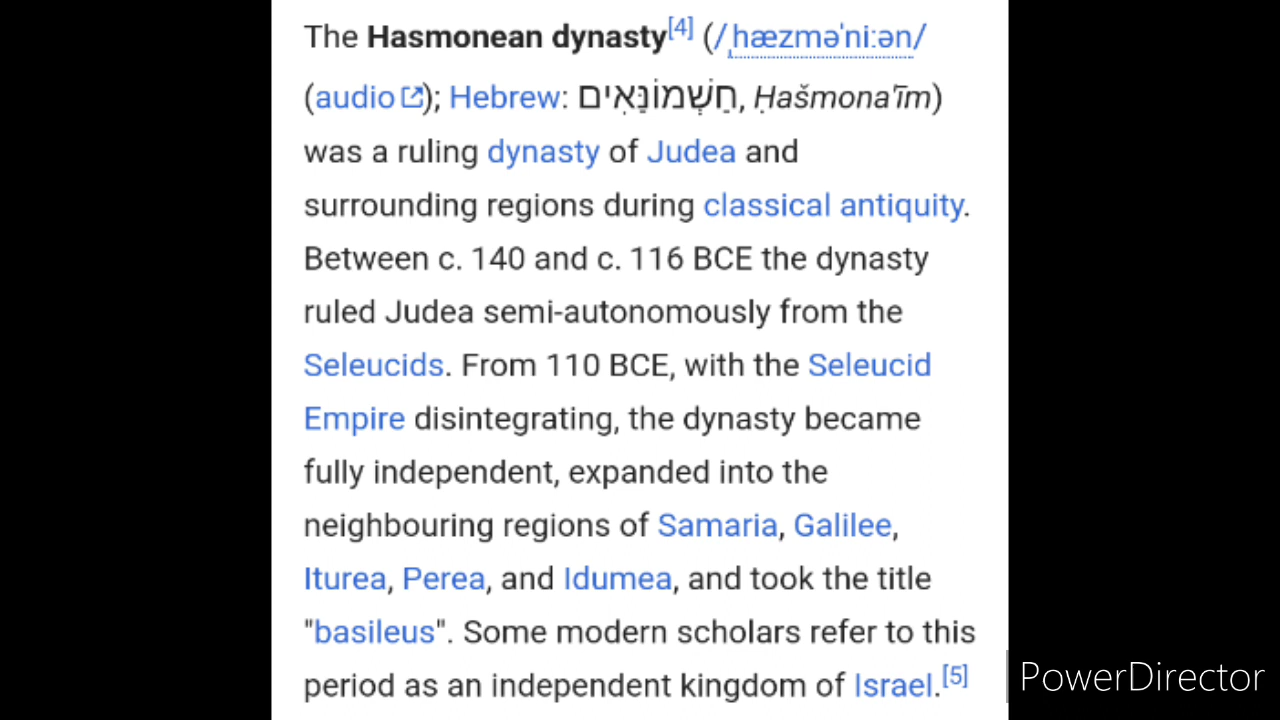 The Hasmonean dynasty[4] (/ˌhæzməˈniːən/
(audio); Hebrew: חַשְׁמוֹנָּאִים, Ḥašmona'īm)
was a ruling dynasty of Judea and
surrounding regions during classical antiquity.
Between c. 140 and c. 116 BCE the dynasty
ruled Judea semi-autonomously from the
Seleucids. From 110 BCE, with the Seleucid
Empire disintegrating, the dynasty became
fully independent, expanded into the
neighbouring regions of Samaria, Galilee,
Iturea, Perea, and Idumea, and took the title
"basileus". Some modern scholars refer to this
period as an independent kingdom of Israel.[5]
PowerDirector